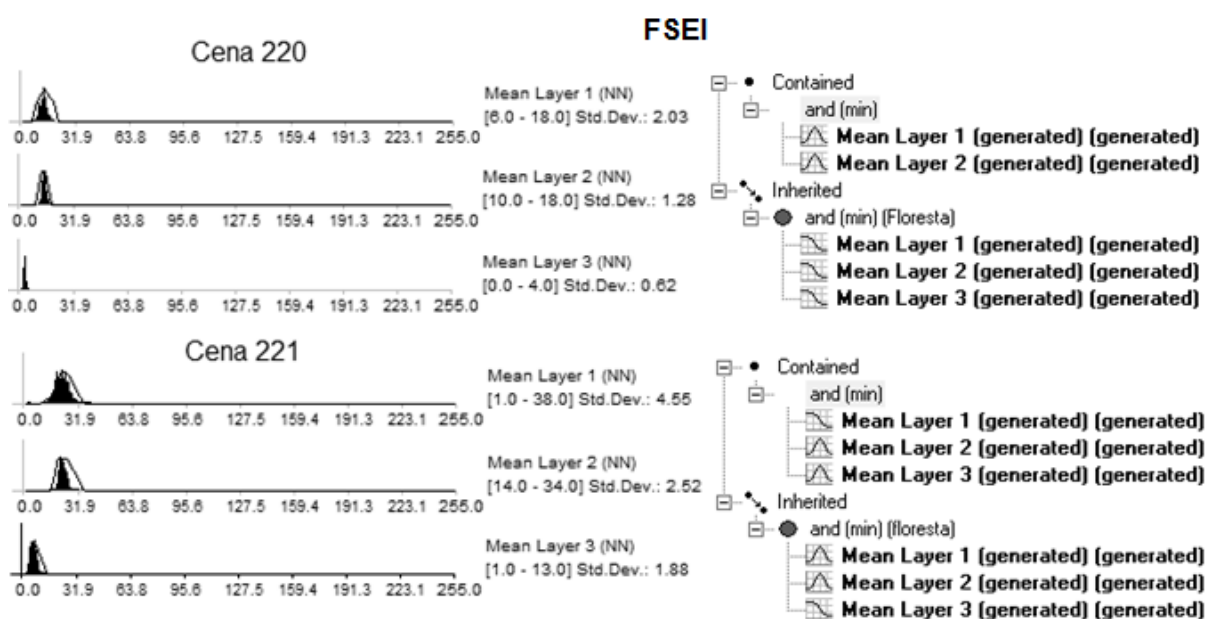 FSEI
Cena 220
0.0 31.9 63.8 95.6 127.5 159.4 191.3 223.1 255.0
Mean Layer 1 (NN)
[6.0 - 18.0] Std.Dev.: 2.03
0.0 31.9 63.8 95.6 127.5 159.4 191.3 223.1 255.0
Mean Layer 2 (NN)
[10.0 - 18.0] Std.Dev.: 1.28
0.0 31.9 63.8 95.6 127.5 159.4 191.3 223.1 255.0
Mean Layer 3 (NN)
[0.0 - 4.0] Std.Dev.: 0.62
Contained
and (min)
Mean Layer 1 (generated) (generated)
Mean Layer 2 (generated) (generated)
Inherited
and (min) (Floresta)
Mean Layer 1 (generated) (generated)
Mean Layer 2 (generated) (generated)
Mean Layer 3 (generated) (generated)
Cena 221
0.0 31.9 63.8 95.6 127.5 159.4 191.3 223.1 255.0
Mean Layer 1 (NN)
[1.0 - 38.0] Std.Dev.: 4.55
0.0 31.9 63.8 95.6 127.5 159.4 191.3 223.1 255.0
Mean Layer 2 (NN)
[14.0 - 34.0] Std.Dev.: 2.52
0.0 31.9 63.8 95.6 127.5 159.4 191.3 223.1 255.0
Mean Layer 3 (NN)
[1.0 - 13.0] Std.Dev.: 1.88
Contained
and (min)
Mean Layer 1 (generated) (generated)
Mean Layer 2 (generated) (generated)
Mean Layer 3 (generated) (generated)
Inherited
and (min) (floresta)
Mean Layer 1 (generated) (generated)
Mean Layer 2 (generated) (generated)
Mean Layer 3 (generated) (generated)